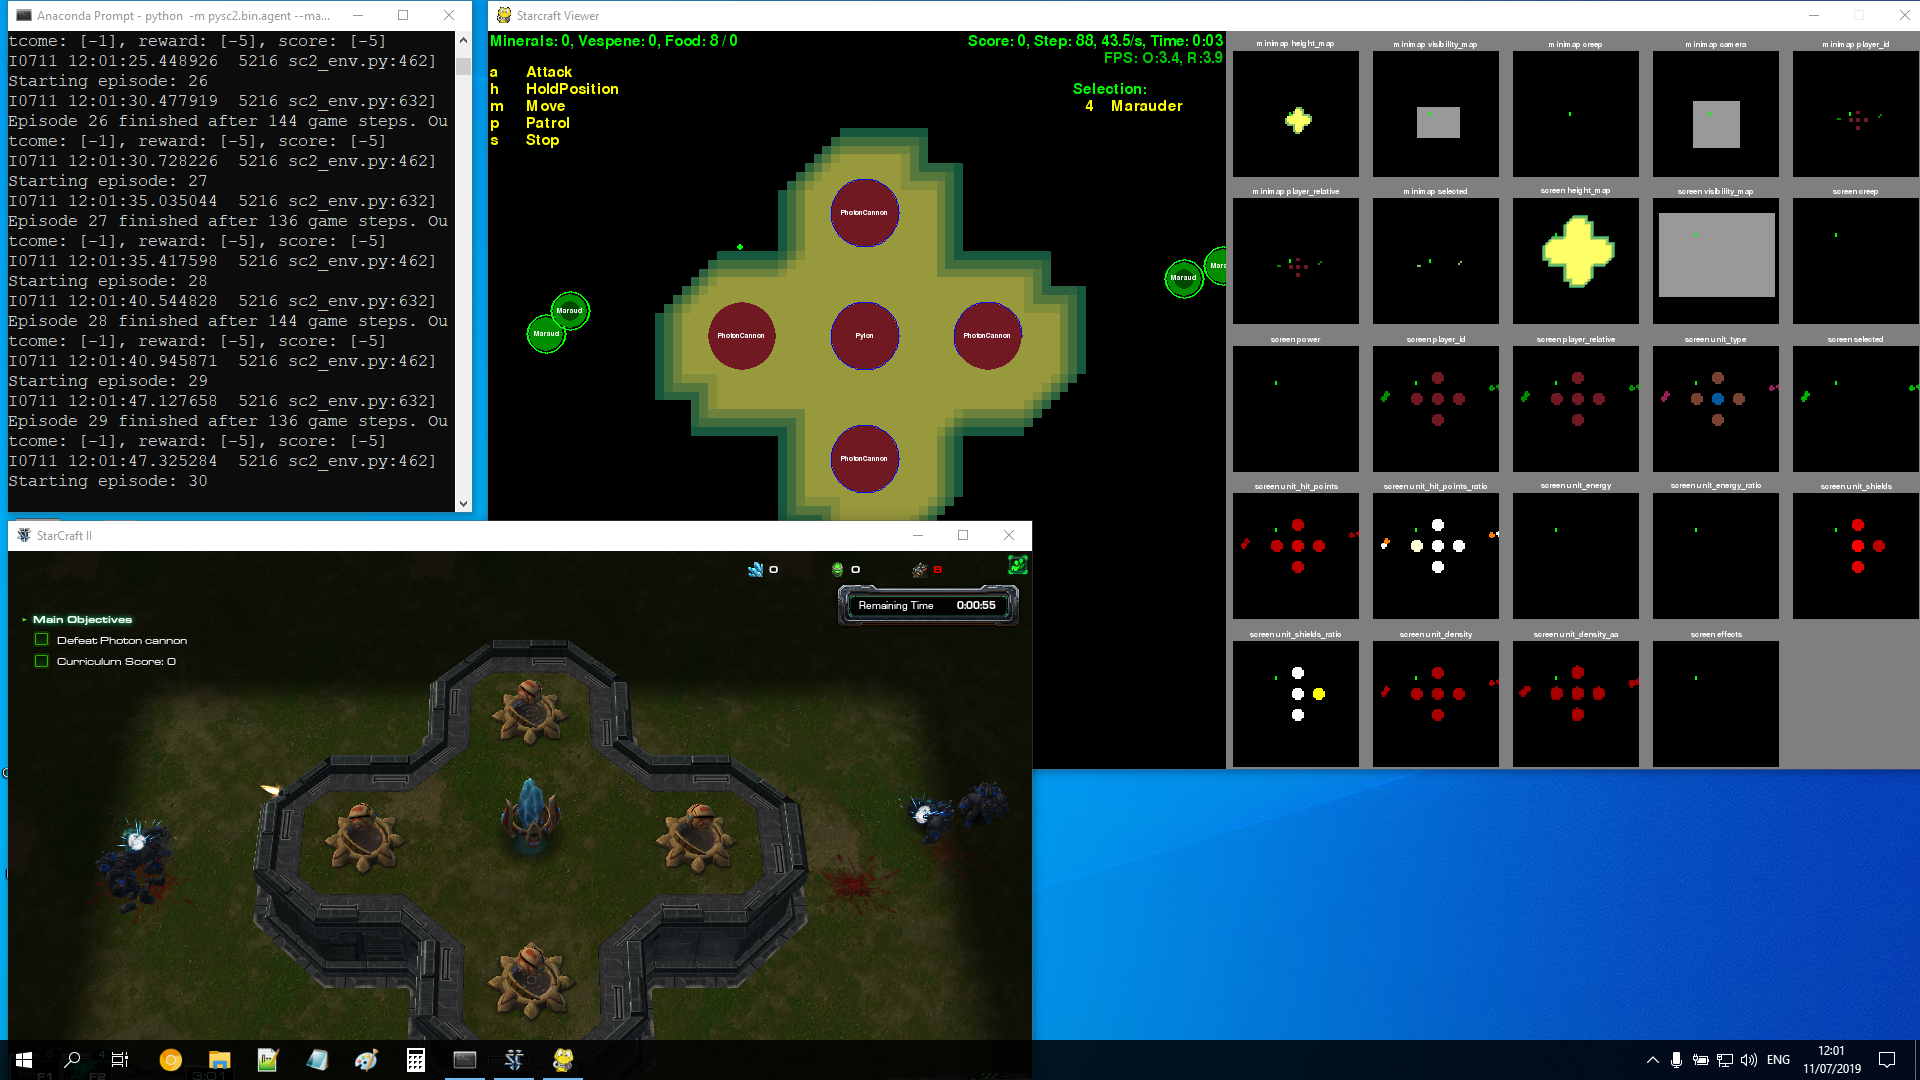 Anaconda Prompt - python  -m pysc2.bin.agent --ma...
tcome: [-1], reward: [-5], score: [-5]
I0711 12:01:25.448926  5216 sc2_env.py:462]
Starting episode: 26
I0711 12:01:30.477919  5216 sc2_env.py:632]
Episode 26 finished after 144 game steps. Ou
tcome: [-1], reward: [-5], score: [-5]
I0711 12:01:30.728226  5216 sc2_env.py:462]
Starting episode: 27
I0711 12:01:35.035044  5216 sc2_env.py:632]
Episode 27 finished after 136 game steps. Ou
tcome: [-1], reward: [-5], score: [-5]
I0711 12:01:35.417598  5216 sc2_env.py:462]
Starting episode: 28
I0711 12:01:40.544828  5216 sc2_env.py:632]
Episode 28 finished after 144 game steps. Ou
tcome: [-1], reward: [-5], score: [-5]
I0711 12:01:40.945871  5216 sc2_env.py:462]
Starting episode: 29
I0711 12:01:47.127658  5216 sc2_env.py:632]
Episode 29 finished after 136 game steps. Ou
tcome: [-1], reward: [-5], score: [-5]
I0711 12:01:47.325284  5216 sc2_env.py:462]
Starting episode: 30
Starcraft Viewer
Minerals: 0, Vespene: 0, Food: 8 / 0
Score: 0, Step: 88, 43.5/s, Time: 0:03
FPS: O:3.4, R:3.9
a Attack
h HoldPosition
m Move
p Patrol
s Stop
Selection:
4 Marauder
PhotonCannon
Maraud
Mara
Maraud
Maraud
PhotonCannon
Pylon
PhotonCannon
PhotonCannon
minimap height_map
minimap visibility_map
minimap creep
minimap camera
minimap player_id
minimap player_relative
minimap selected
screen height_map
screen visibility_map
screen creep
screen power
screen player_id
screen player_relative
screen unit_type
screen selected
screen unit_hit_points
screen unit_hit_points_ratio
screen unit_energy
screen unit_energy_ratio
screen unit_shields
screen unit_shields_ratio
screen unit_density
screen unit_density_aa
screen effects
StarCraft II
0
0
8
Remaining Time 0:00:55
Main Objectives
Defeat Photon cannon
Curriculum Score: 0
F1
F2
3:01
ENG
12:01
11/07/2019